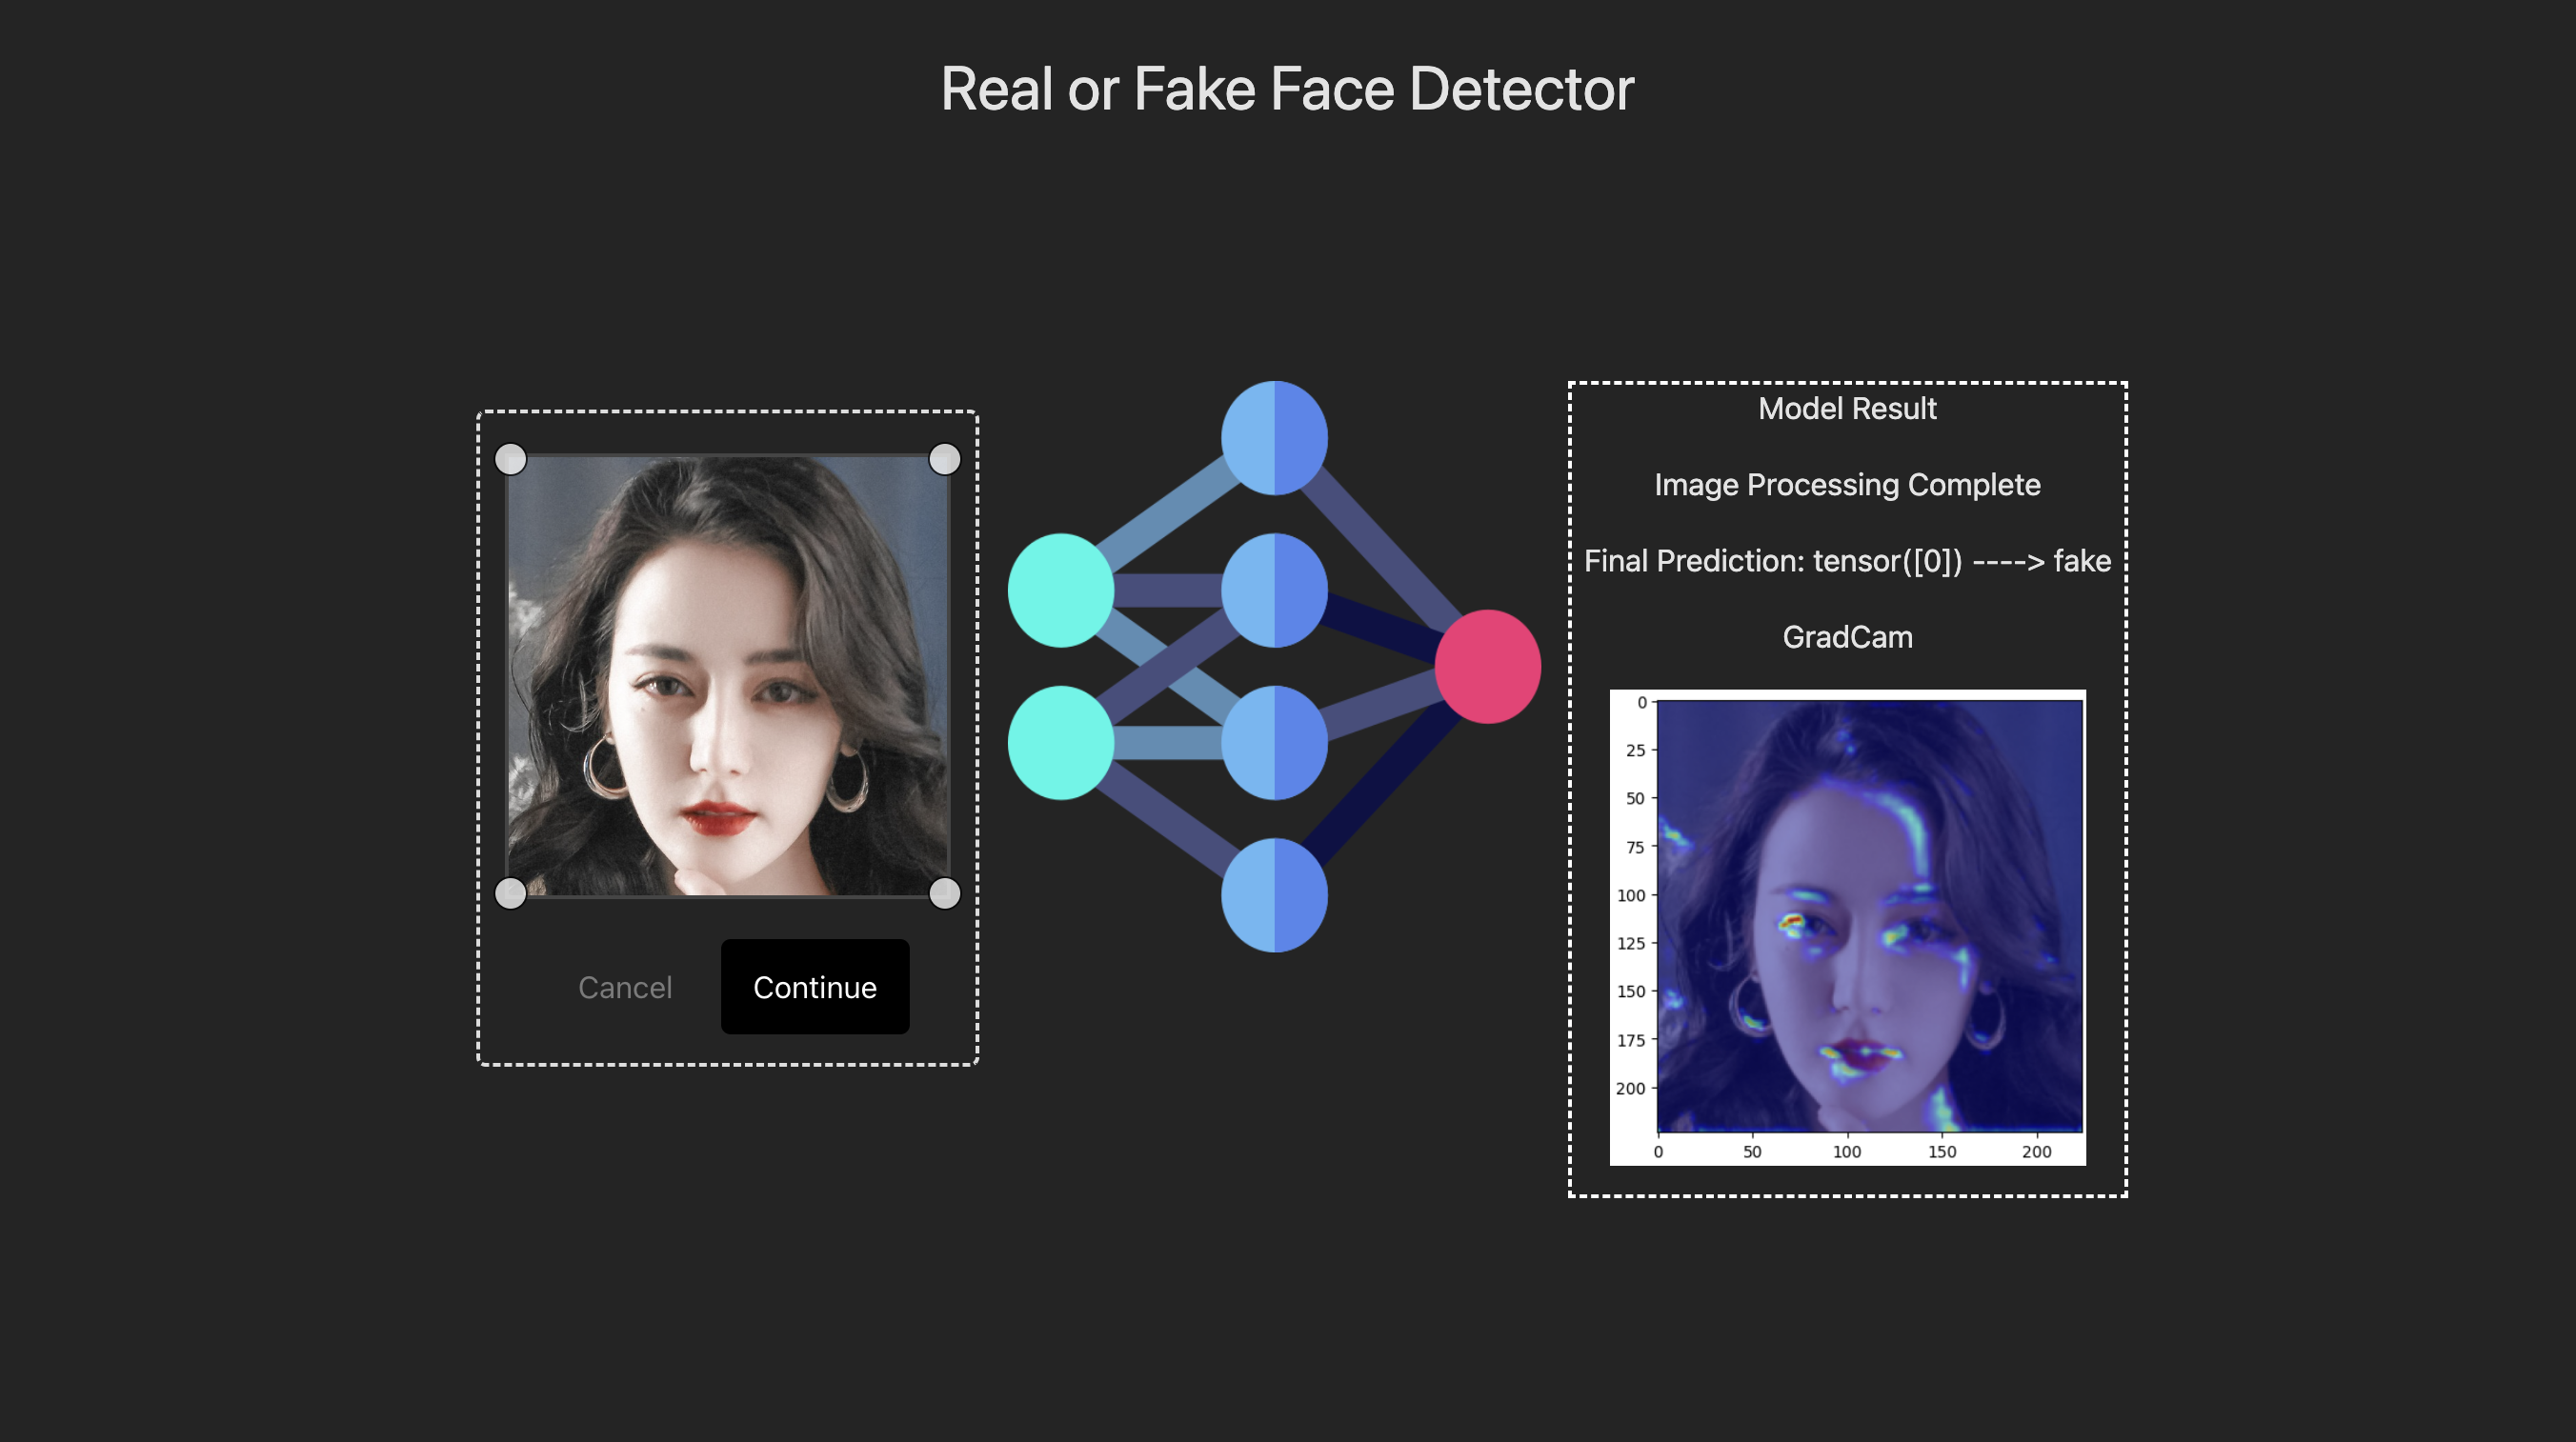 Real or Fake Face Detector
Cancel
Continue
Model Result
Image Processing Complete
Final Prediction: tensor([0]) ----> fake
GradCam
0
25
50
75
100
125
150
175
200
0
50
100
150
200